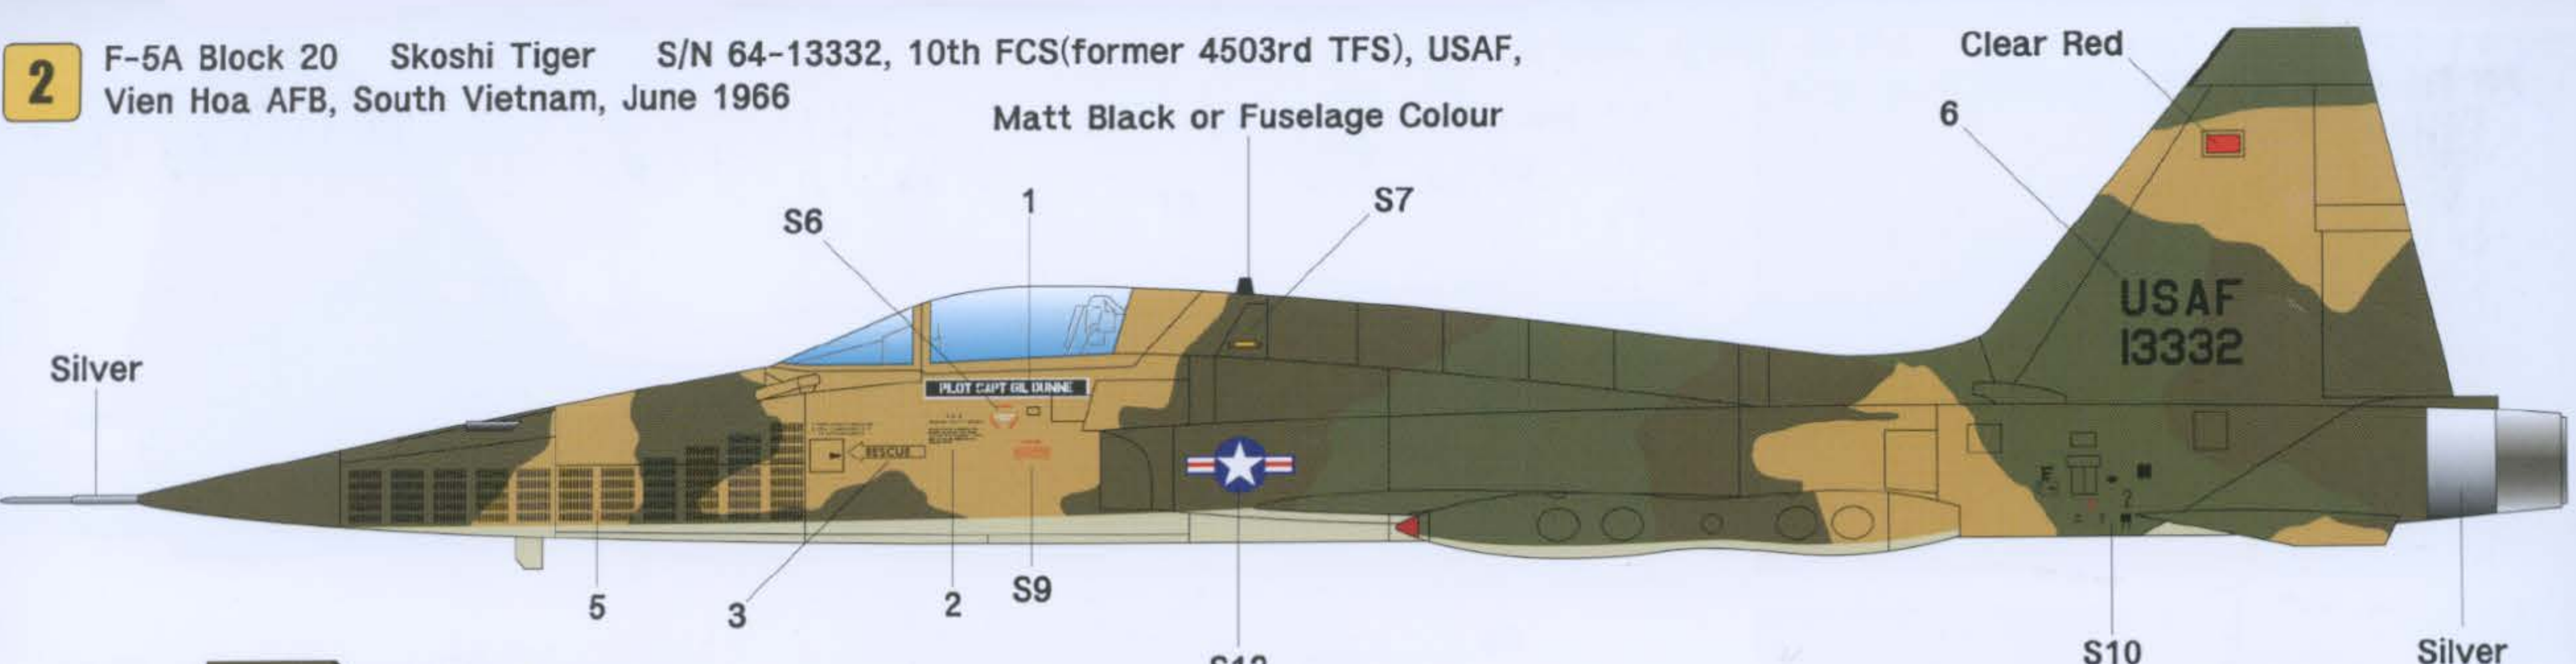 2
F-5A Block 20 Skoshi Tiger S/N 64-13332, 10th FCS(former 4503rd TFS), USAF,
Vien Hoa AFB, South Vietnam, June 1966
Clear Red
6
Matt Black or Fuselage Colour
1
S7
S6
USAF
13332
Silver
PILOT CAPT GIL DUNNE
RESCUE
5
3
2
S9
S10
Silver